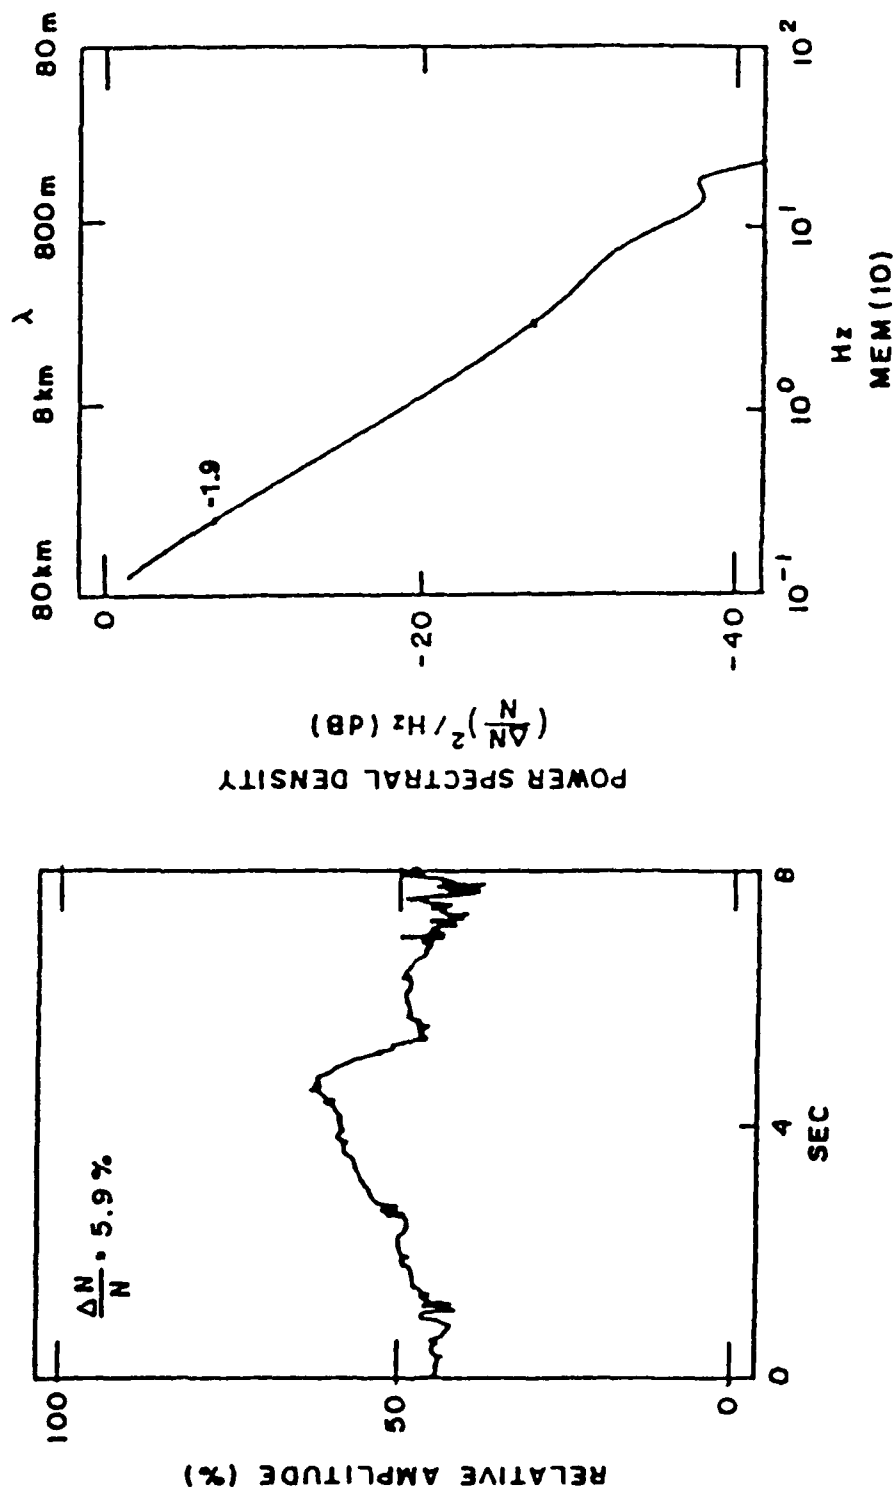 RELATIVE AMPLITUDE (%)
100
50
0
ΔN/N = 5.9 %
0
4
8
SEC
POWER SPECTRAL DENSITY
(ΔN/N)²/Hz (dB)
λ
80km
8km
800m
80m
0
-20
-40
-1.9
10⁻¹
10⁰
10¹
10²
Hz
MEM (10)